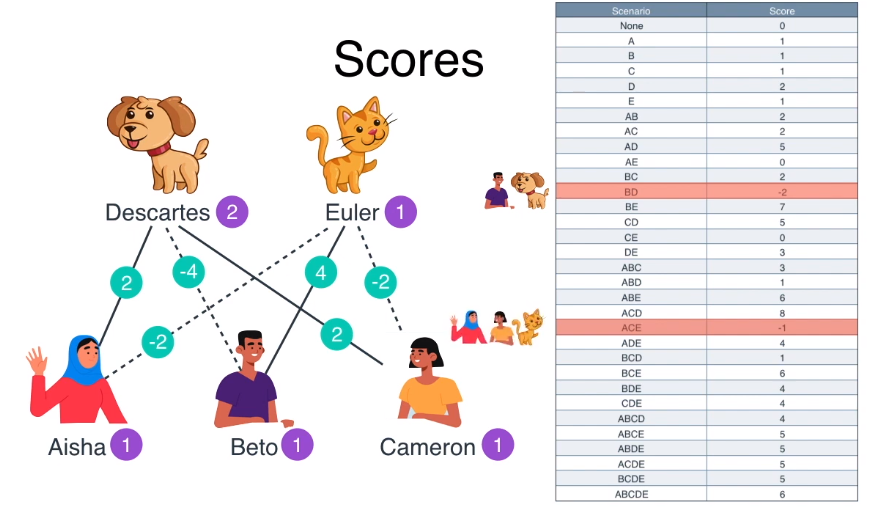 Scores
Descartes 2
Euler 1
2
-4
4
-2
-2
2
Aisha 1
Beto 1
Cameron 1
Scenario Score
None 0
A 1
B 1
C 1
D 2
E 1
AB 2
AC 2
AD 5
AE 0
BC 2
BD -2
BE 7
CD 5
CE 0
DE 3
ABC 3
ABD 1
ABE 6
ACD 8
ACE -1
ADE 4
BCD 1
BCE 6
BDE 4
CDE 4
ABCD 4
ABCE 5
ABDE 5
ACDE 5
BCDE 5
ABCDE 6